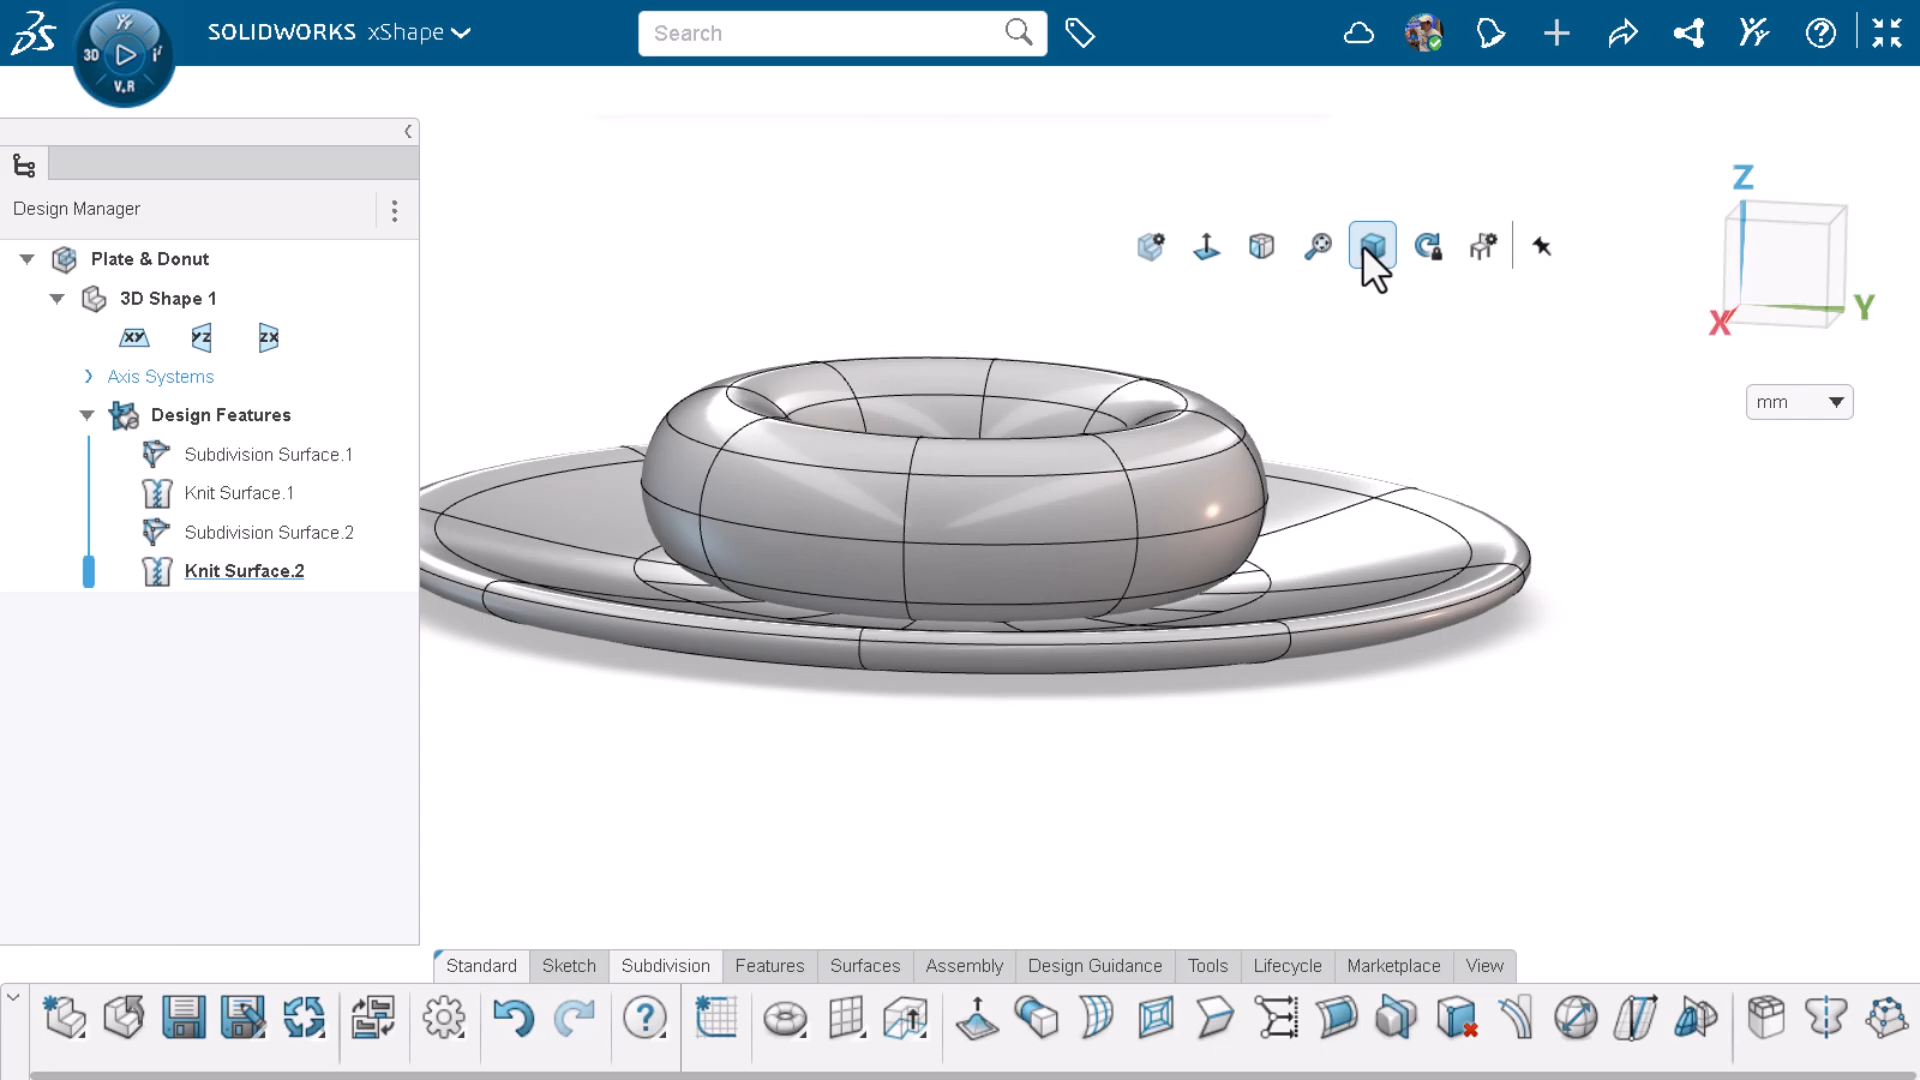 SOLIDWORKS xShape
Search
3D
V.R
Design Manager
Plate & Donut
3D Shape 1
XY YZ ZX
Axis Systems
Design Features
Subdivision Surface.1
Knit Surface.1
Subdivision Surface.2
Knit Surface.2
Z
Y
X
mm
Standard Sketch Subdivision Features Surfaces Assembly Design Guidance Tools Lifecycle Marketplace View